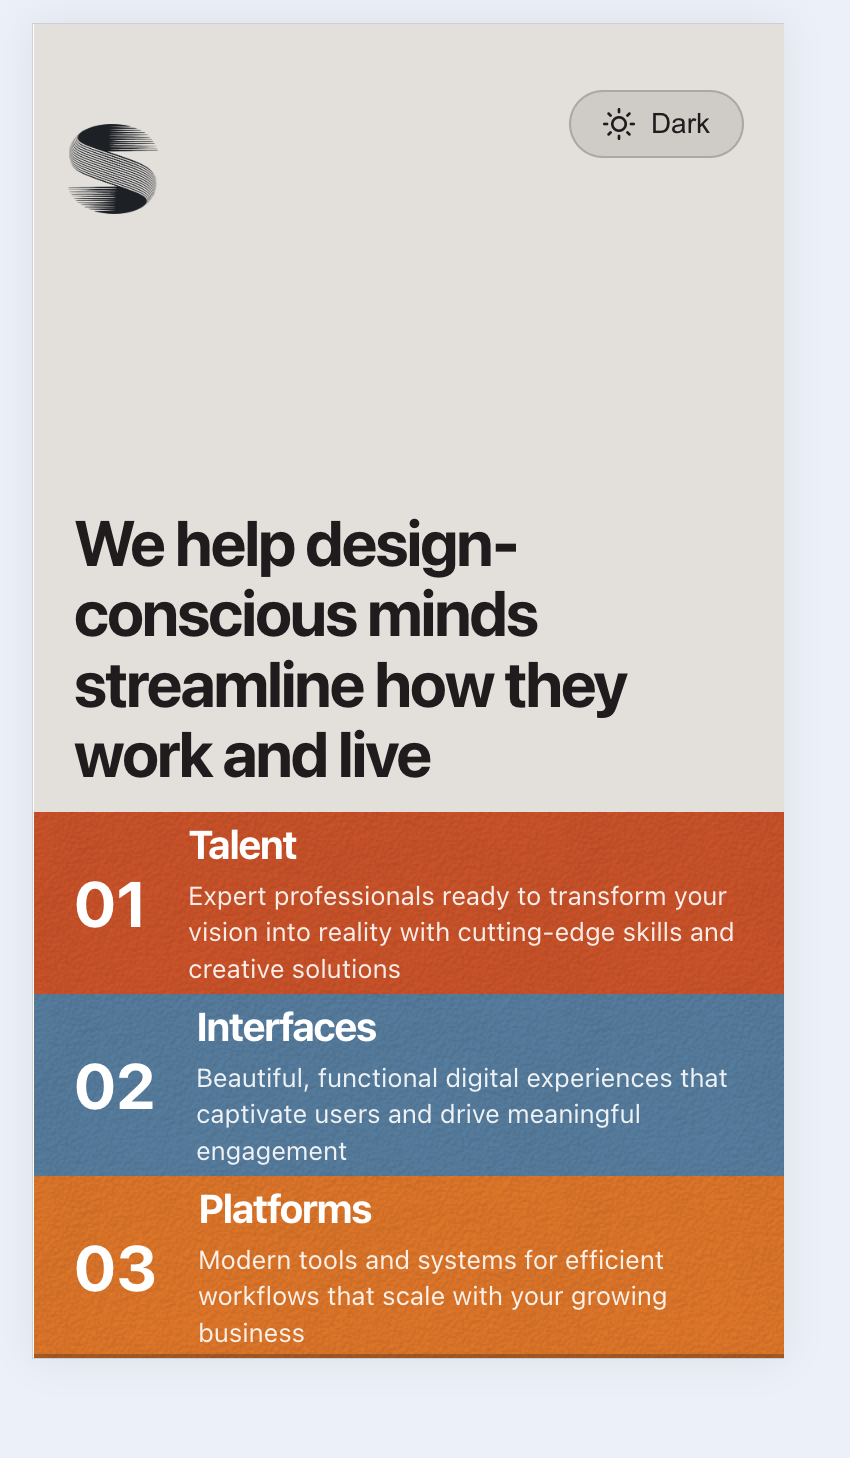 S
Dark
We help design-
conscious minds
streamline how they
work and live
Talent
01
Expert professionals ready to transform your
vision into reality with cutting-edge skills and
creative solutions
Interfaces
02
Beautiful, functional digital experiences that
captivate users and drive meaningful
engagement
Platforms
03
Modern tools and systems for efficient
workflows that scale with your growing
business